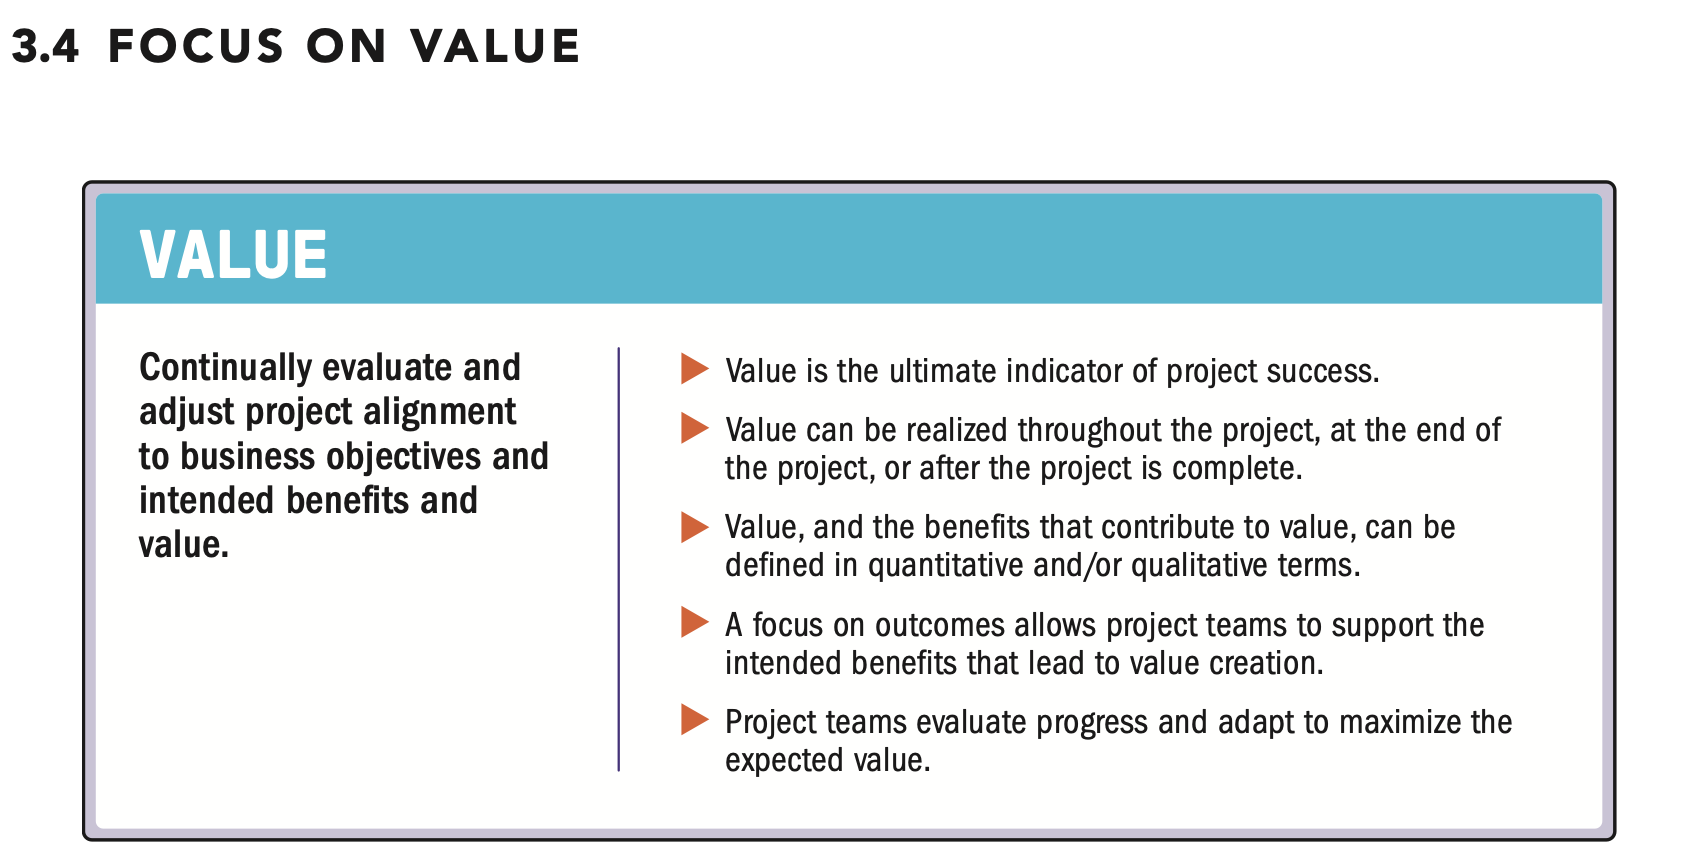 3.4 FOCUS ON VALUE
VALUE
Continually evaluate and
adjust project alignment
to business objectives and
intended benefits and
value.
Value is the ultimate indicator of project success.
Value can be realized throughout the project, at the end of
the project, or after the project is complete.
Value, and the benefits that contribute to value, can be
defined in quantitative and/or qualitative terms.
A focus on outcomes allows project teams to support the
intended benefits that lead to value creation.
Project teams evaluate progress and adapt to maximize the
expected value.